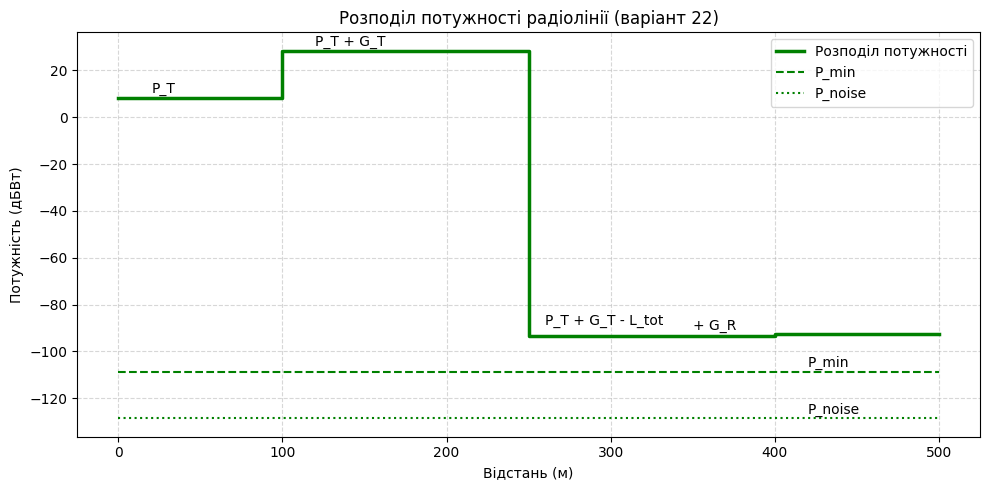 Розподіл потужності радіолінії (варіант 22)
P_T + G_T
P_T
Розподіл потужності
P_min
P_noise
P_T + G_T - L_tot
+ G_R
P_min
P_noise
Потужність (дБВт)
20
0
−20
−40
−60
−80
−100
−120
0
100
200
300
400
500
Відстань (м)